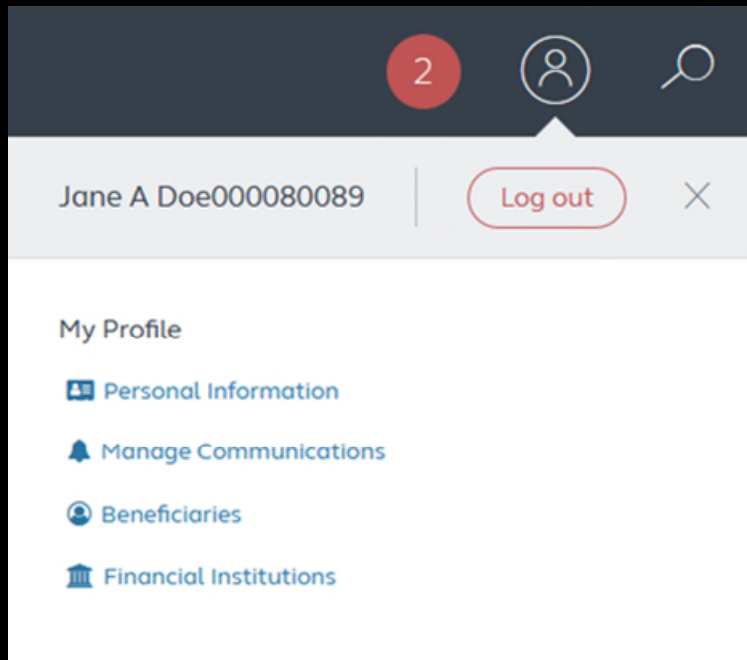 2
Jane A Doe000080089
Log out
My Profile
Personal Information
Manage Communications
Beneficiaries
Financial Institutions